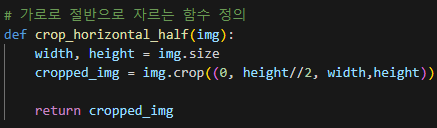 # 가로로 절반으로 자르는 함수 정의
def crop_horizontal_half(img):
    width, height = img.size
    cropped_img = img.crop((0, height//2, width,height))
    return cropped_img